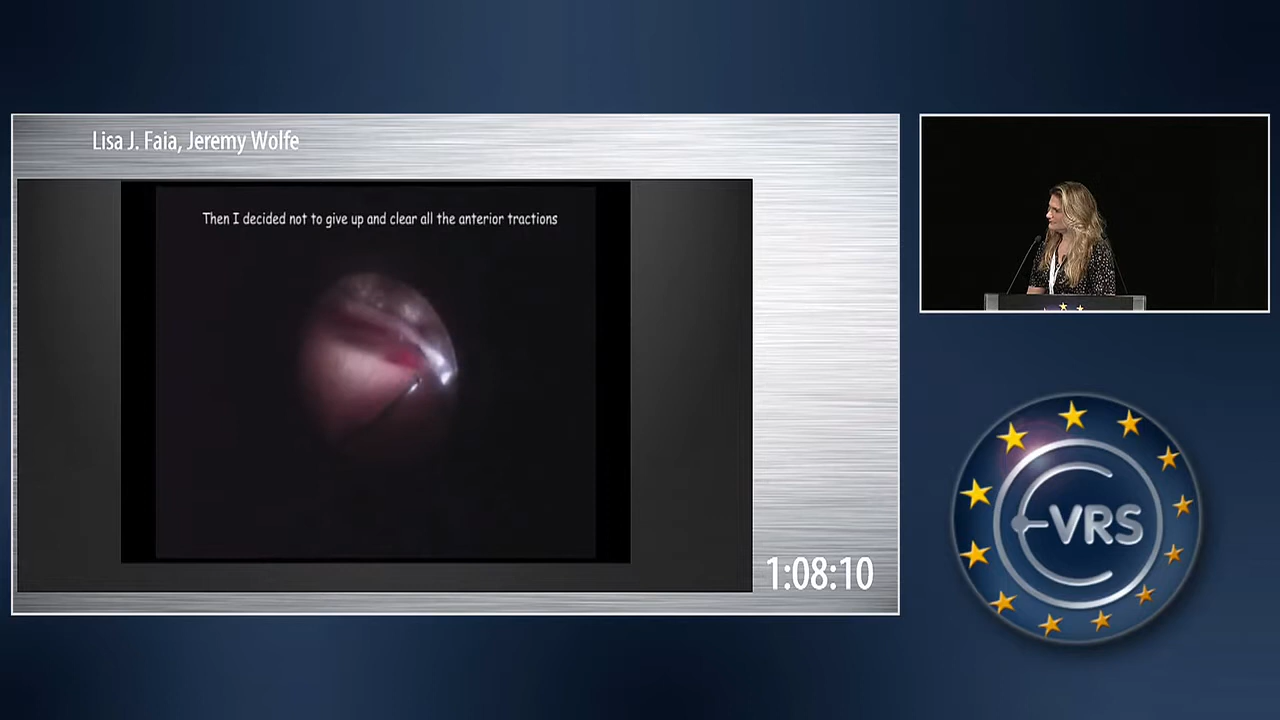 Lisa J. Faia, Jeremy Wolfe
Then I decided not to give up and clear all the anterior tractions
1:08:10
E-VRS